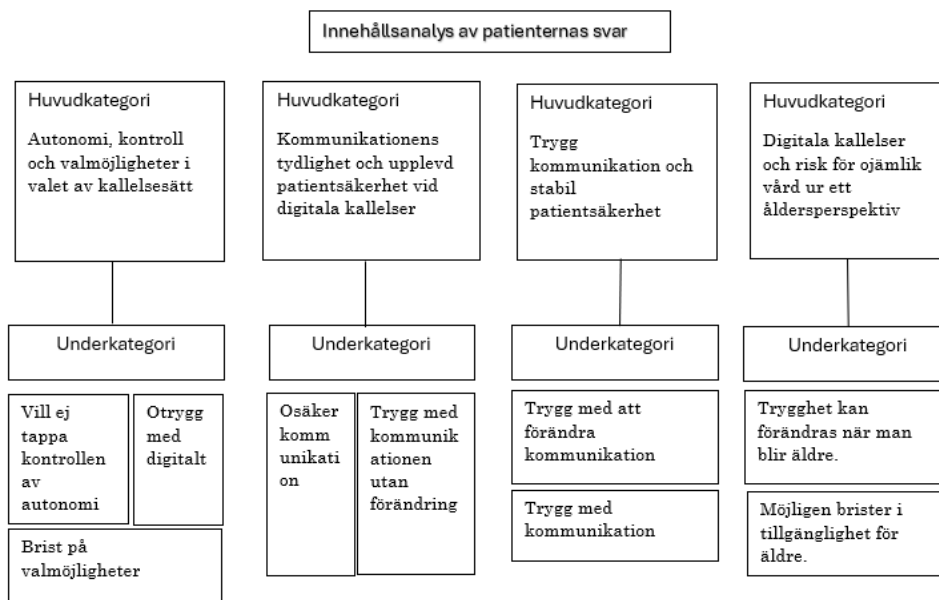 Innehållsanalys av patienternas svar
Huvudkategori
Autonomi, kontroll
och valmöjligheter i
valet av kallelsesätt
Huvudkategori
Kommunikationens
tydlighet och upplevd
patientsäkerhet vid
digitala kallelser
Huvudkategori
Trygg
kommunikation och
stabil
patientsäkerhet
Huvudkategori
Digitala kallelser
och risk för ojämlik
vård ur ett
åldersperspektiv
Underkategori
Vill ej
tappa
kontrollen
av
autonomi
Otrygg
med
digitalt
Brist på
valmöjligheter
Underkategori
Osäker
komm
unikati
on
Trygg med
kommunik
ationen
utan
förändring
Underkategori
Trygg med att
förändra
kommunikation
Trygg med
kommunikation
Underkategori
Trygghet kan
förändras när man
blir äldre.
Möjligen brister i
tillgänglighet för
äldre.